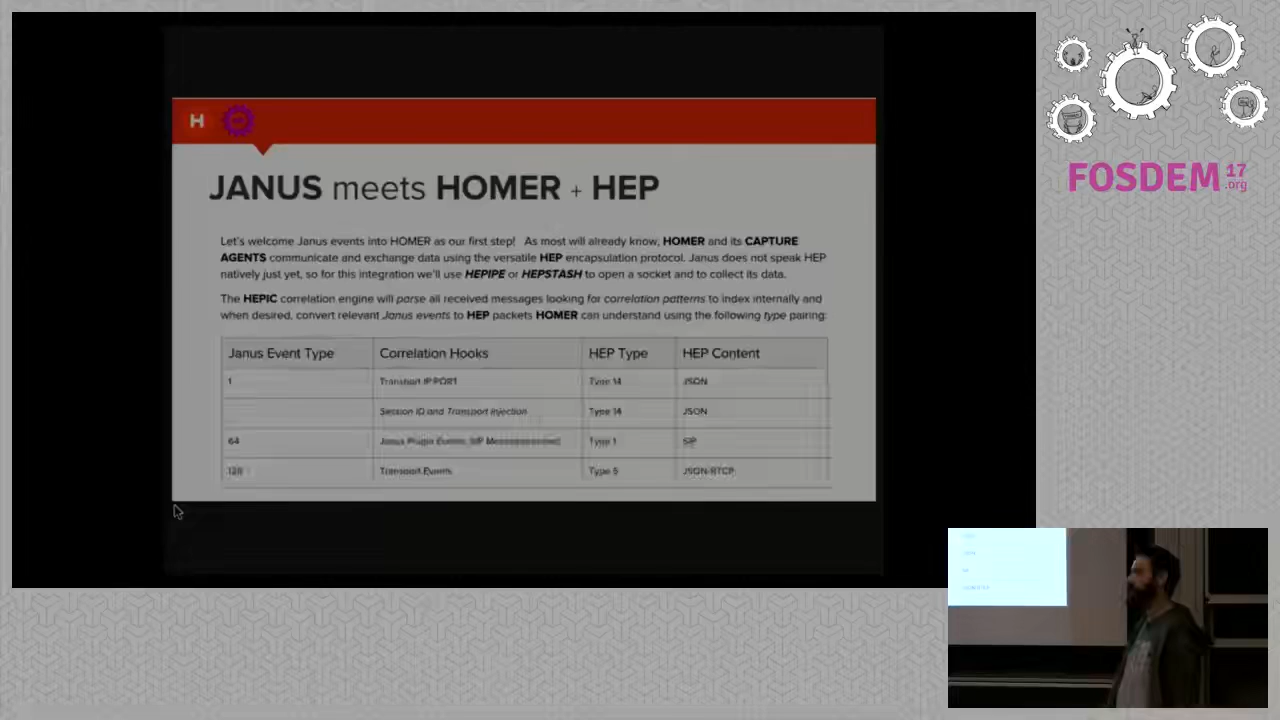 H
JANUS meets HOMER + HEP
Let's welcome Janus events into HOMER as our first step! As most will already know, HOMER and its CAPTURE
AGENTS communicate and exchange data using the versatile HEP encapsulation protocol. Janus does not speak HEP
natively just yet, so for this integration we'll use HEPIPE or HEPSTASH to open a socket and to collect its data.
The HEPIC correlation engine will parse all received messages looking for correlation patterns to index internally and
when desired, convert relevant Janus events to HEP packets HOMER can understand using the following type pairing:
Janus Event Type Correlation Hooks HEP Type HEP Content
1 Transport IP:PORT Type 14 JSON
Session ID and Transport Injection Type 14 JSON
64 Janus Plugin Events, SIP Type 1 SIP
128 Transport Events Type 5 JSON-RTCP
FOSDEM 17
.org